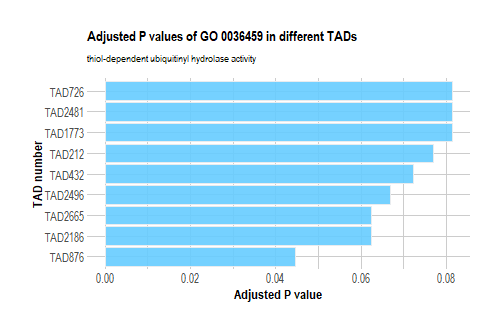 Adjusted P values of GO 0036459 in different TADs
thiol-dependent ubiquitinyl hydrolase activity
TAD number
TAD726
TAD2481
TAD1773
TAD212
TAD432
TAD2496
TAD2665
TAD2186
TAD876
0.00 0.02 0.04 0.06 0.08
Adjusted P value